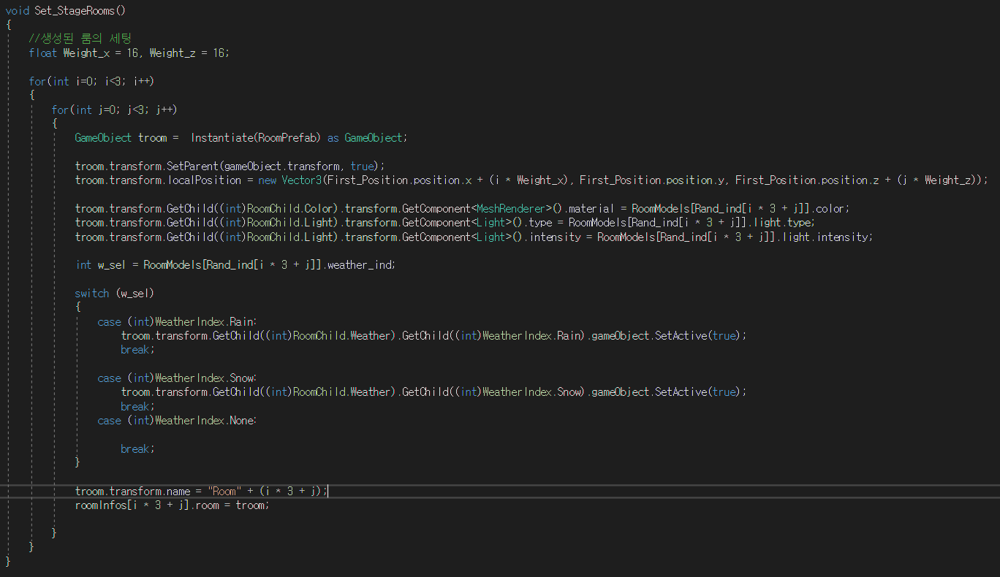 void Set_StageRooms()
{
//생성된 룸의 세팅
float Weight_x = 16, Weight_z = 16;
for(int i=0; i<3; i++)
{
for(int j=0; j<3; j++)
{
GameObject troom =  Instantiate(RoomPrefab) as GameObject;
troom.transform.SetParent(gameObject.transform, true);
troom.transform.localPosition = new Vector3(First_Position.position.x + (i * Weight_x), First_Position.position.y, First_Position.position.z + (j * Weight_z));
troom.transform.GetChild((int)RoomChild.Color).transform.GetComponent<MeshRenderer>().material = RoomModels[Rand_ind[i * 3 + j]].color;
troom.transform.GetChild((int)RoomChild.Light).transform.GetComponent<Light>().type = RoomModels[Rand_ind[i * 3 + j]].light.type;
troom.transform.GetChild((int)RoomChild.Light).transform.GetComponent<Light>().intensity = RoomModels[Rand_ind[i * 3 + j]].light.intensity;
int w_sel = RoomModels[Rand_ind[i * 3 + j]].weather_ind;
switch (w_sel)
{
case (int)WeatherIndex.Rain:
troom.transform.GetChild((int)RoomChild.Weather).GetChild((int)WeatherIndex.Rain).gameObject.SetActive(true);
break;
case (int)WeatherIndex.Snow:
troom.transform.GetChild((int)RoomChild.Weather).GetChild((int)WeatherIndex.Snow).gameObject.SetActive(true);
break;
case (int)WeatherIndex.None:
break;
}
troom.transform.name = "Room" + (i * 3 + j);
roomInfos[i * 3 + j].room = troom;
}
}
}